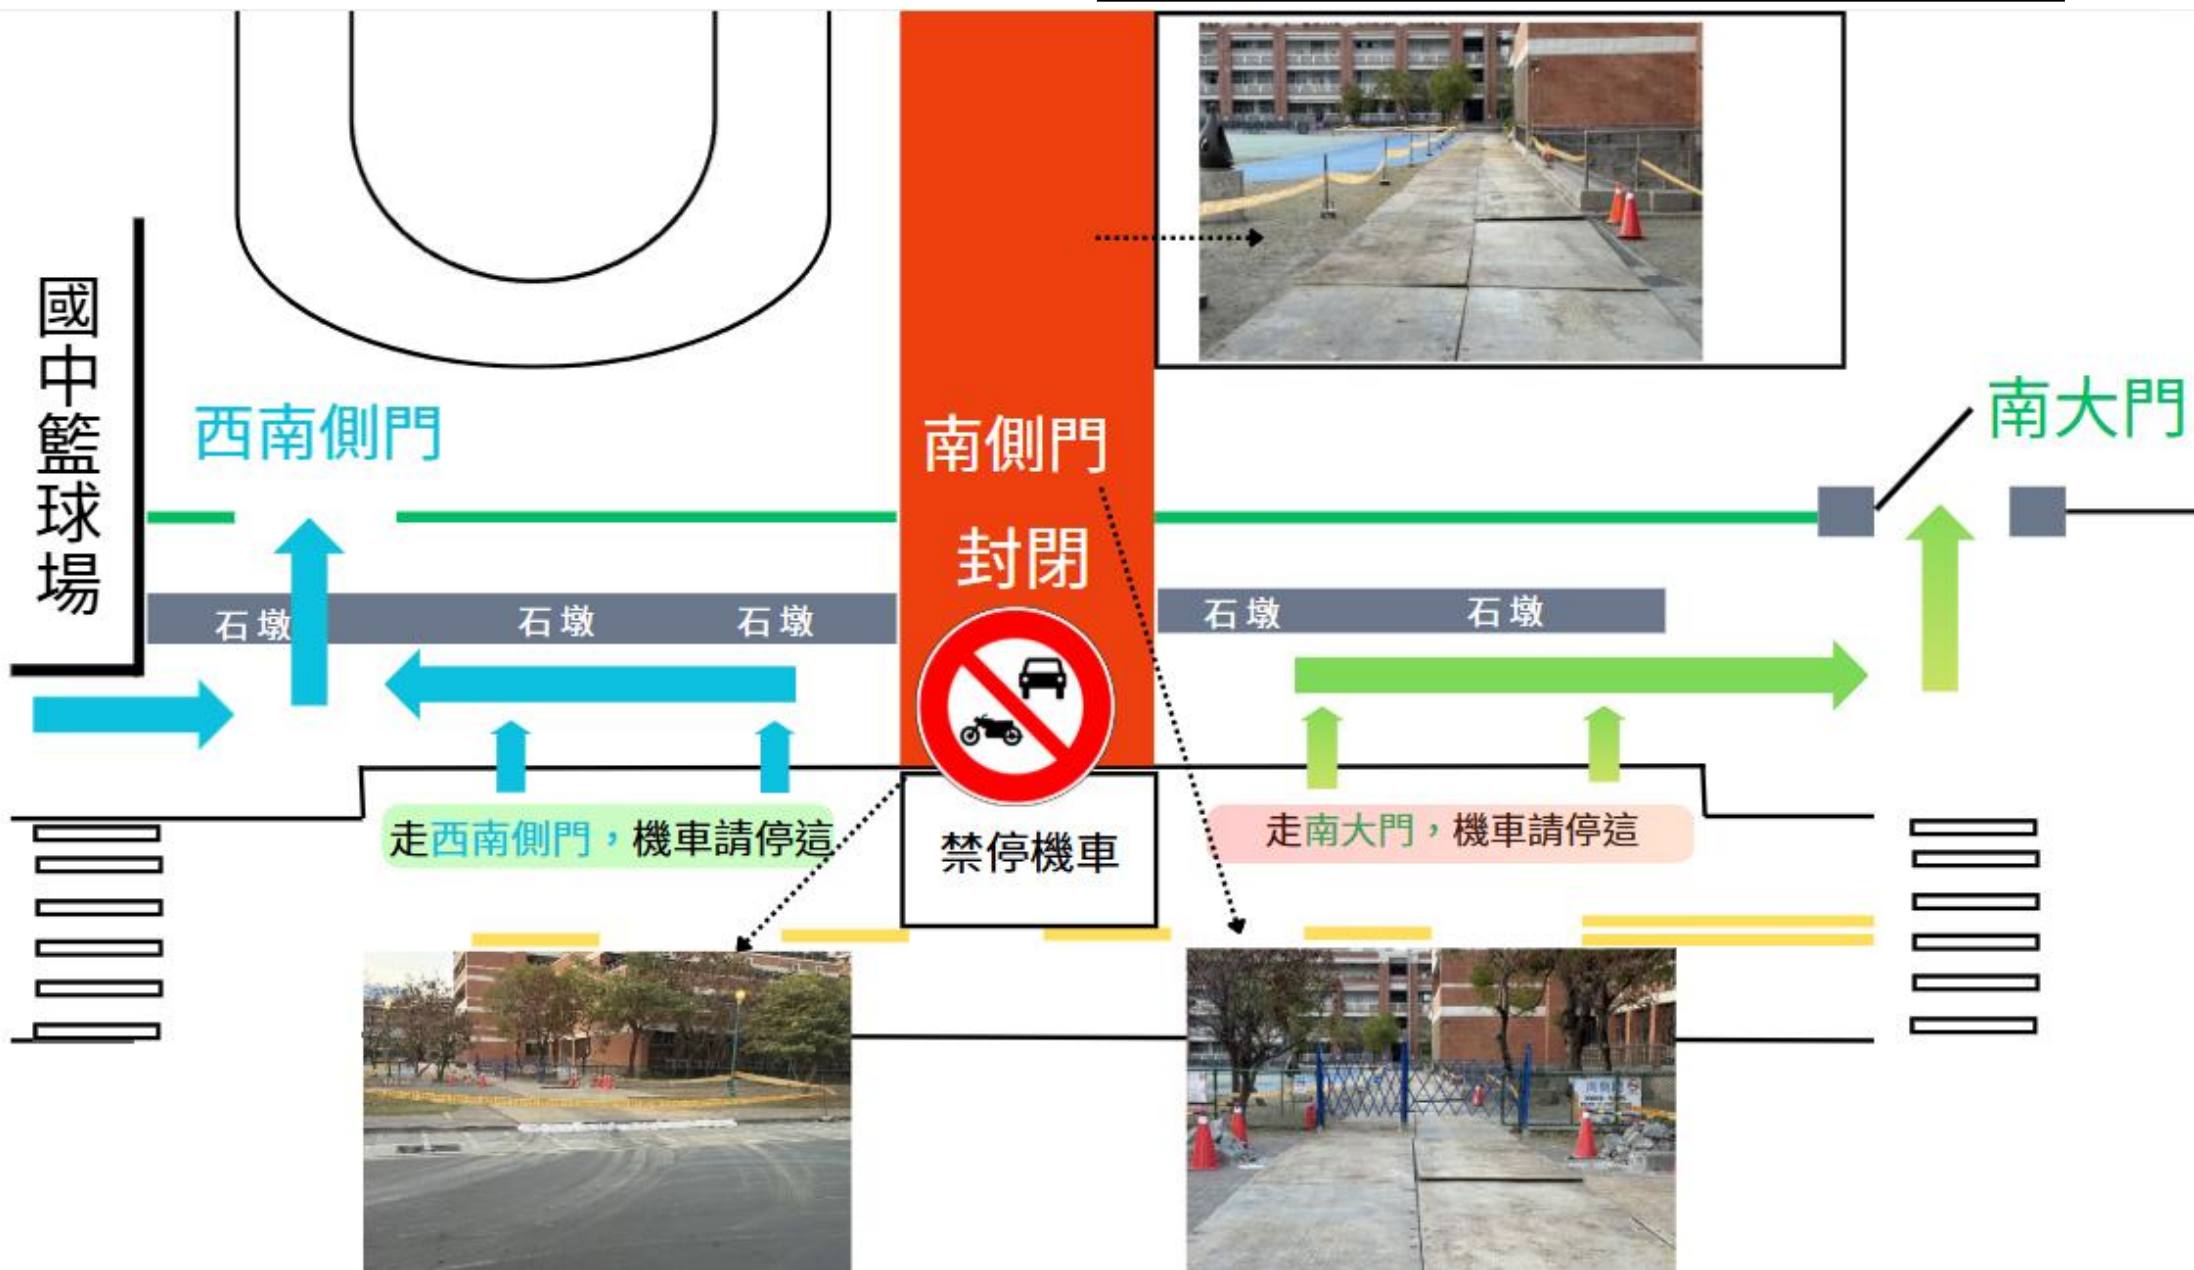 國中籃球場
西南側門
南側門
封閉
南大門
石墩
石墩
石墩
石墩
石墩
走西南側門，機車請停這
禁停機車
走南大門，機車請停這